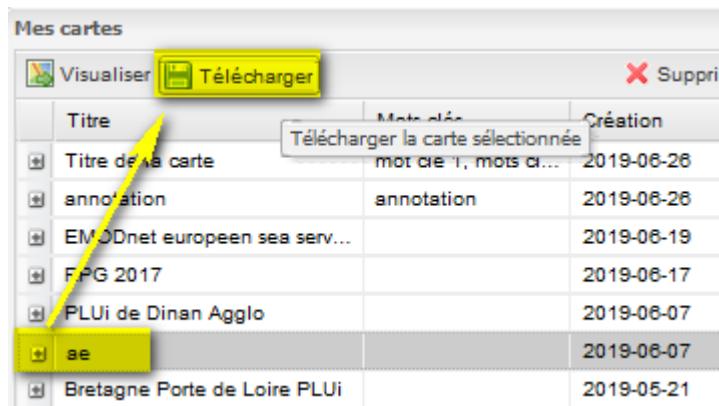 Mes cartes
Visualiser Télécharger Suppri
Titre Mots clés Création
Télécharger la carte sélectionnée
Titre de la carte mot clé 1, mots cl... 2019-06-26
annotation annotation 2019-06-26
EMODnet europeen sea serv... 2019-06-19
RPG 2017 2019-06-17
PLUi de Dinan Agglo 2019-06-07
ae 2019-06-07
Bretagne Porte de Loire PLUi 2019-05-21